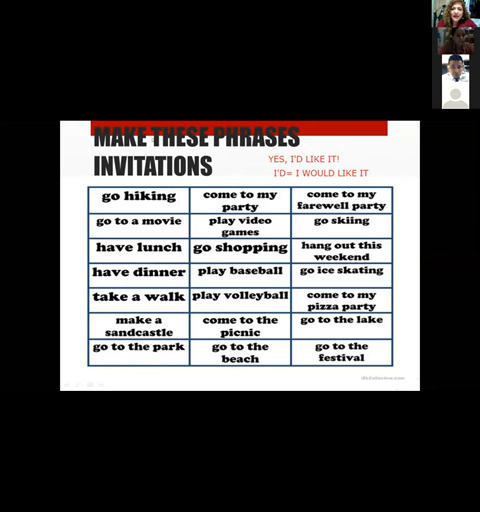 MAKE THESE PHRASES
INVITATIONS
YES, I'D LIKE IT!
I'D= I WOULD LIKE IT
go hiking
come to my
party
come to my
farewell party
go to a movie
play video
games
go skiing
have lunch
go shopping
hang out this
weekend
have dinner
play baseball
go ice skating
take a walk
play volleyball
come to my
pizza party
make a
sandcastle
come to the
picnic
go to the lake
go to the park
go to the
beach
go to the
festival
iSLCollective.com